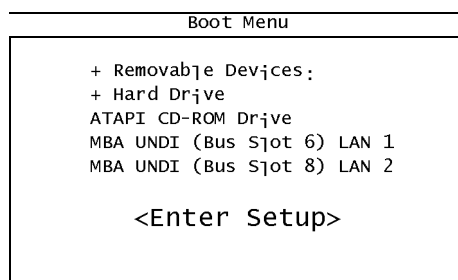 Boot Menu
+ Removable Devices:
+ Hard Drive
ATAPI CD-ROM Drive
MBA UNDI (Bus Slot 6) LAN 1
MBA UNDI (Bus Slot 8) LAN 2
<Enter Setup>